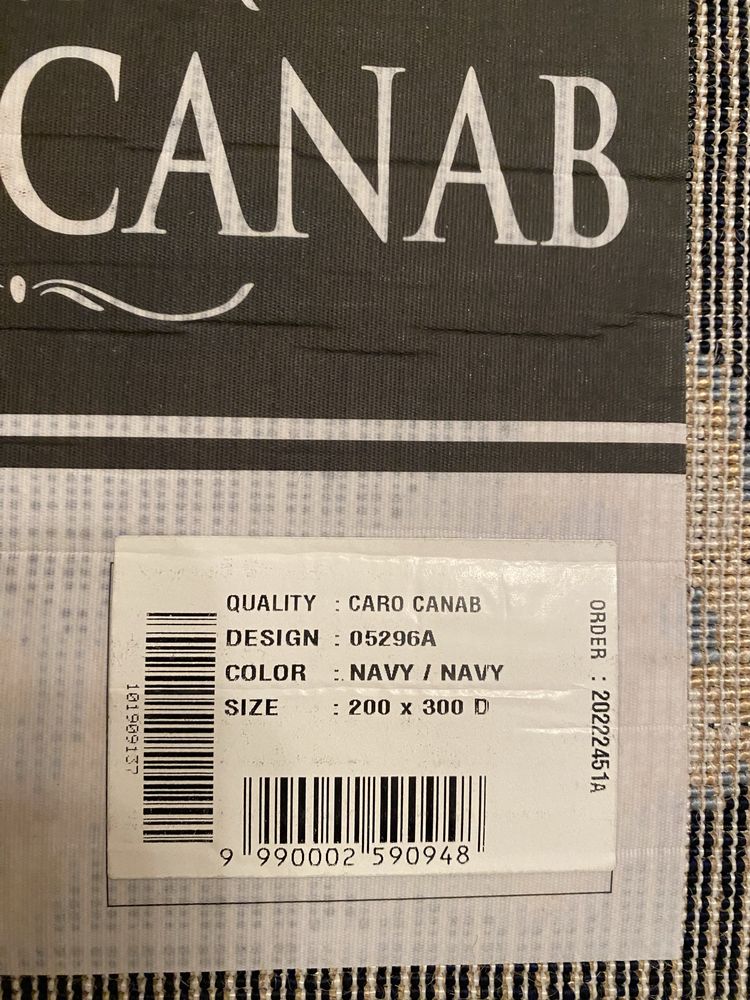 CANAB
QUALITY : CARO CANAB
DESIGN : 05296A
COLOR : NAVY / NAVY
SIZE : 200 x 300 D
ORDER : 20222451A
101909137
9 990002 590948